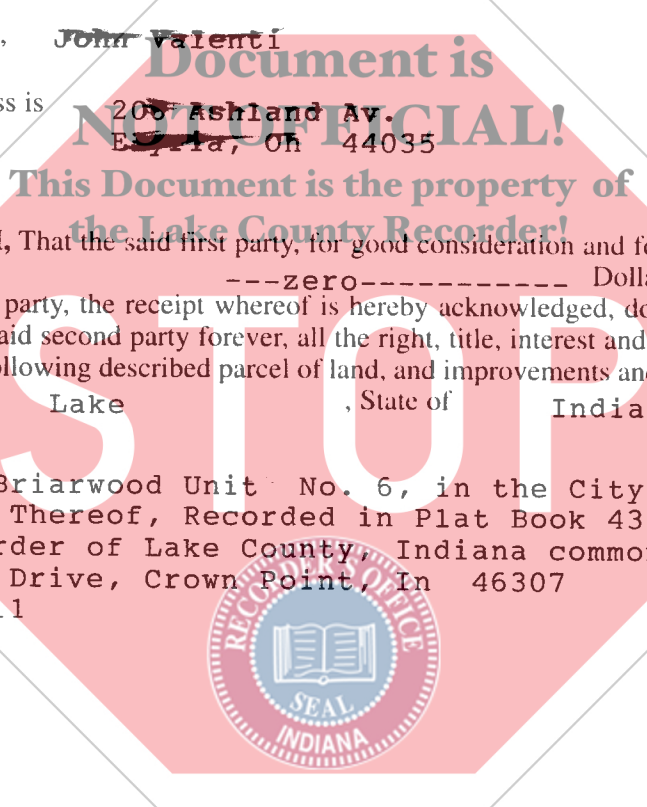 , John Valenti
Document is
ss is 20 Ashland Av.
NOT OFFICIAL!
Oh 44035
This Document is the property of
the Lake County Recorder!
, That the said first party, for good consideration and fo
---zero----------- Dolla
party, the receipt whereof is hereby acknowledged, do
aid second party forever, all the right, title, interest and
ollowing described parcel of land, and improvements an
Lake , State of India
STOP
Briarwood Unit No. 6, in the City
Thereof, Recorded in Plat Book 43
rder of Lake County, Indiana commo
Drive, Crown Point, In 46307
11
RECORDER'S OFFICE
SEAL
INDIANA